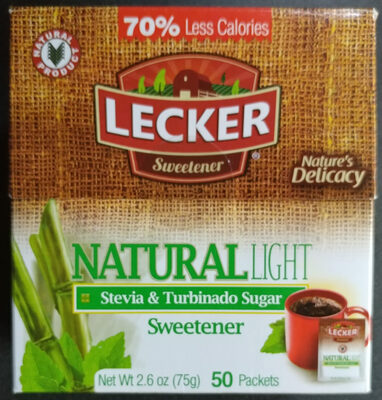 70% Less Calories
NATURAL
PRODUCT
LECKER
Sweetener
®
Nature's
Delicacy
NATURAL LIGHT
Stevia & Turbinado Sugar
Sweetener
LECKER
NATURAL
Net Wt 2.6 oz (75g) 50 Packets